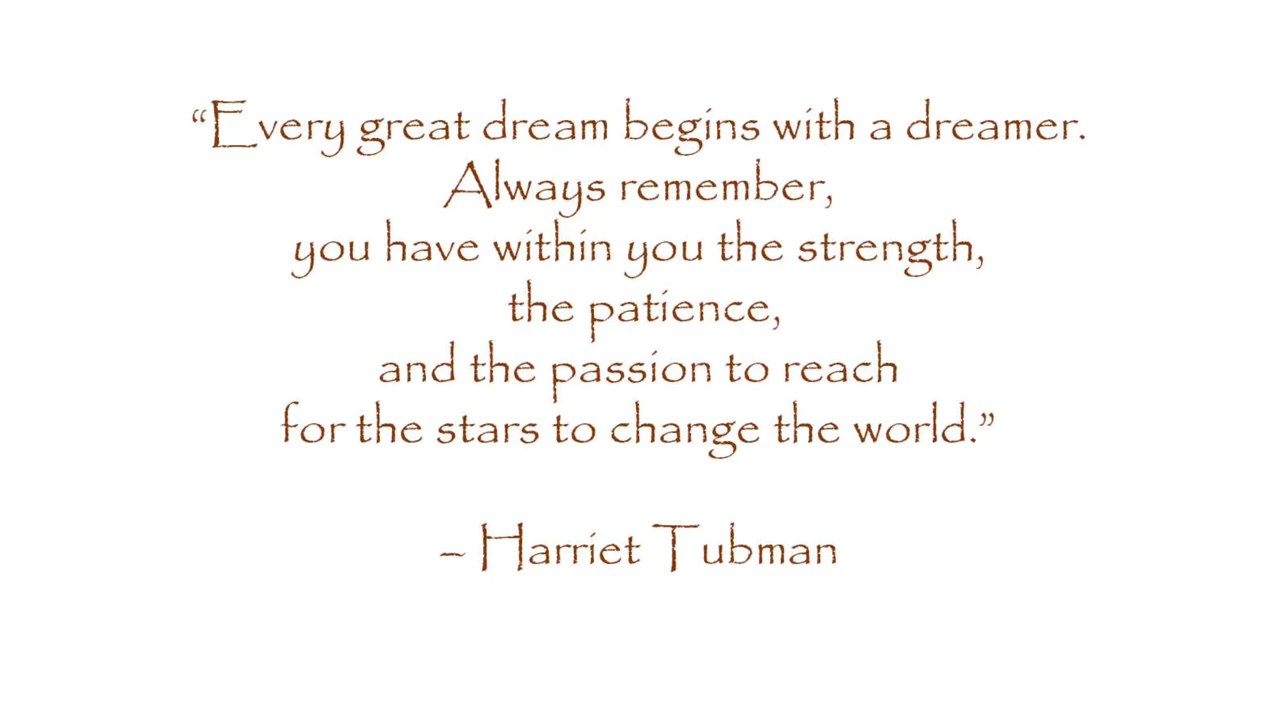 “Every great dream begins with a dreamer.
Always remember,
you have within you the strength,
the patience,
and the passion to reach
for the stars to change the world.”
– Harriet Tubman